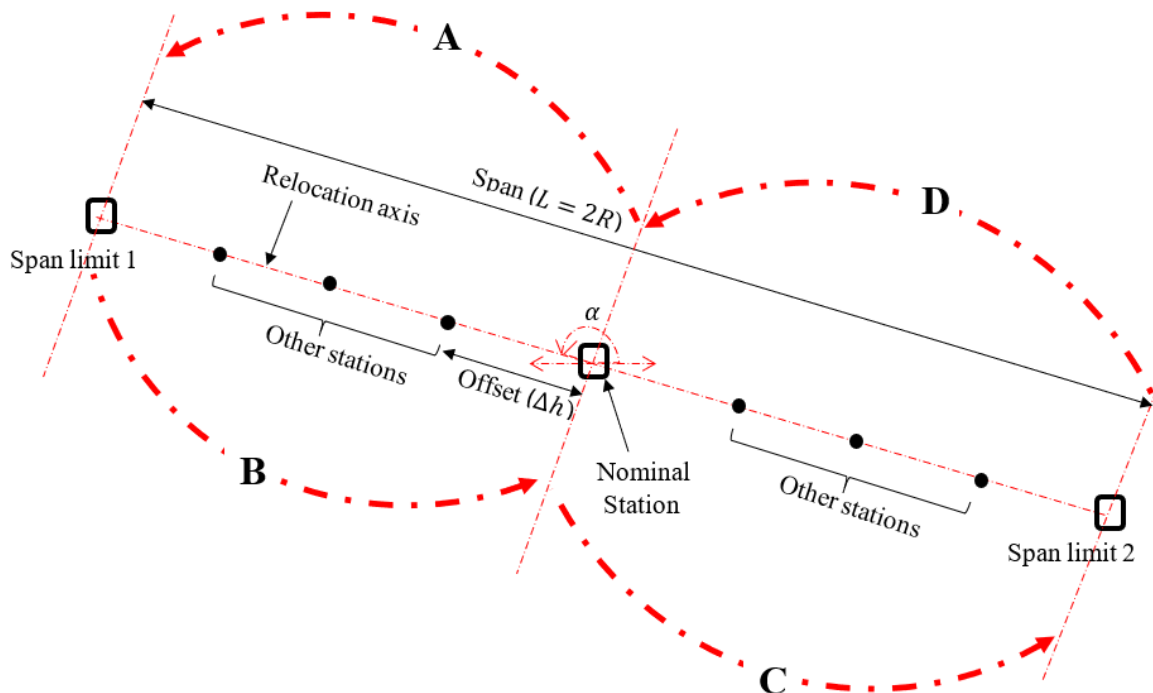 A
Span (L = 2R)
D
Relocation axis
Span limit 1
α
Other stations
Offset (Δh)
B
Nominal
Station
Other stations
Span limit 2
C